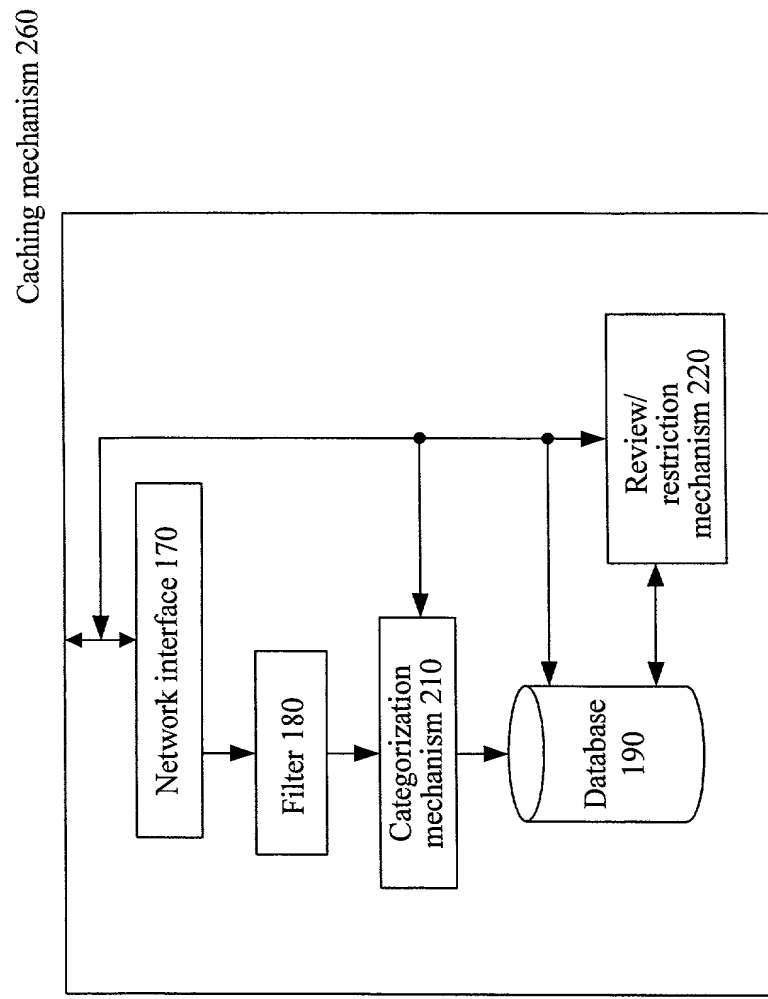 Caching mechanism 260
Network interface 170
Filter 180
Categorization
mechanism 210
Database
190
Review/
restriction
mechanism 220